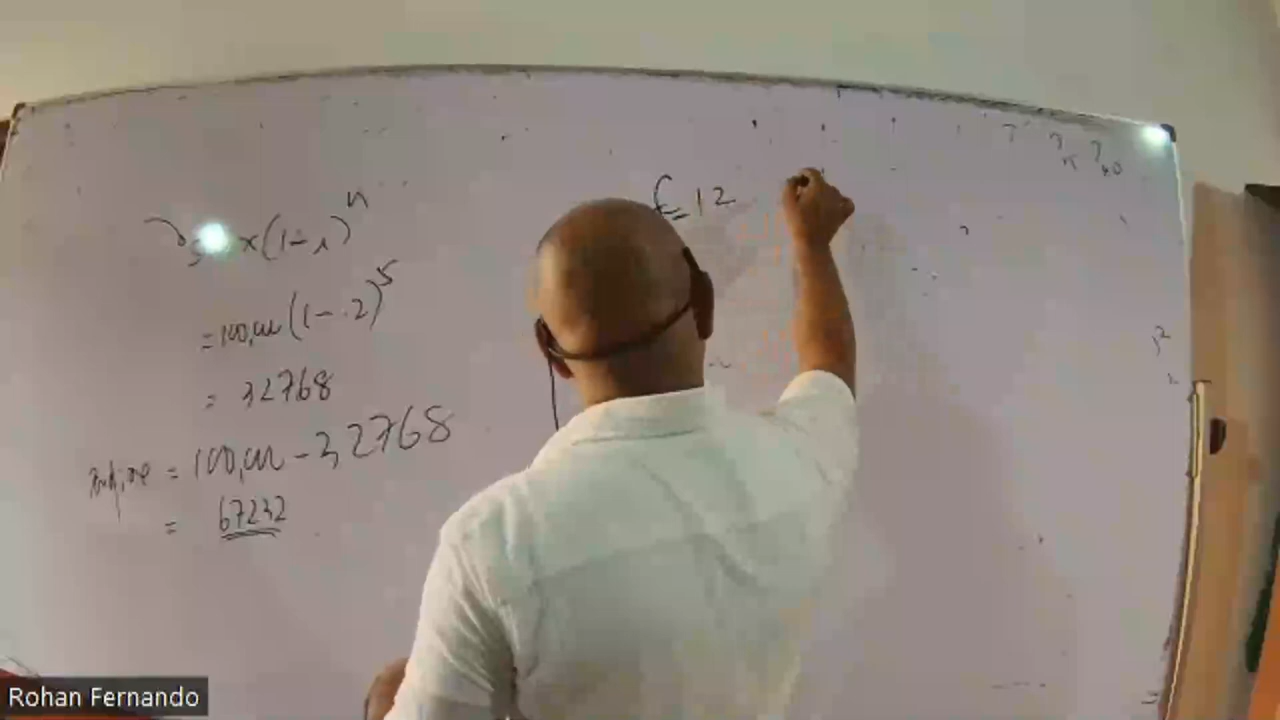 x(1-r)^n
= 100,000 (1-.2)^5
= 32768
= 100,000 - 32768
= 67232
£ 12
Rohan Fernando